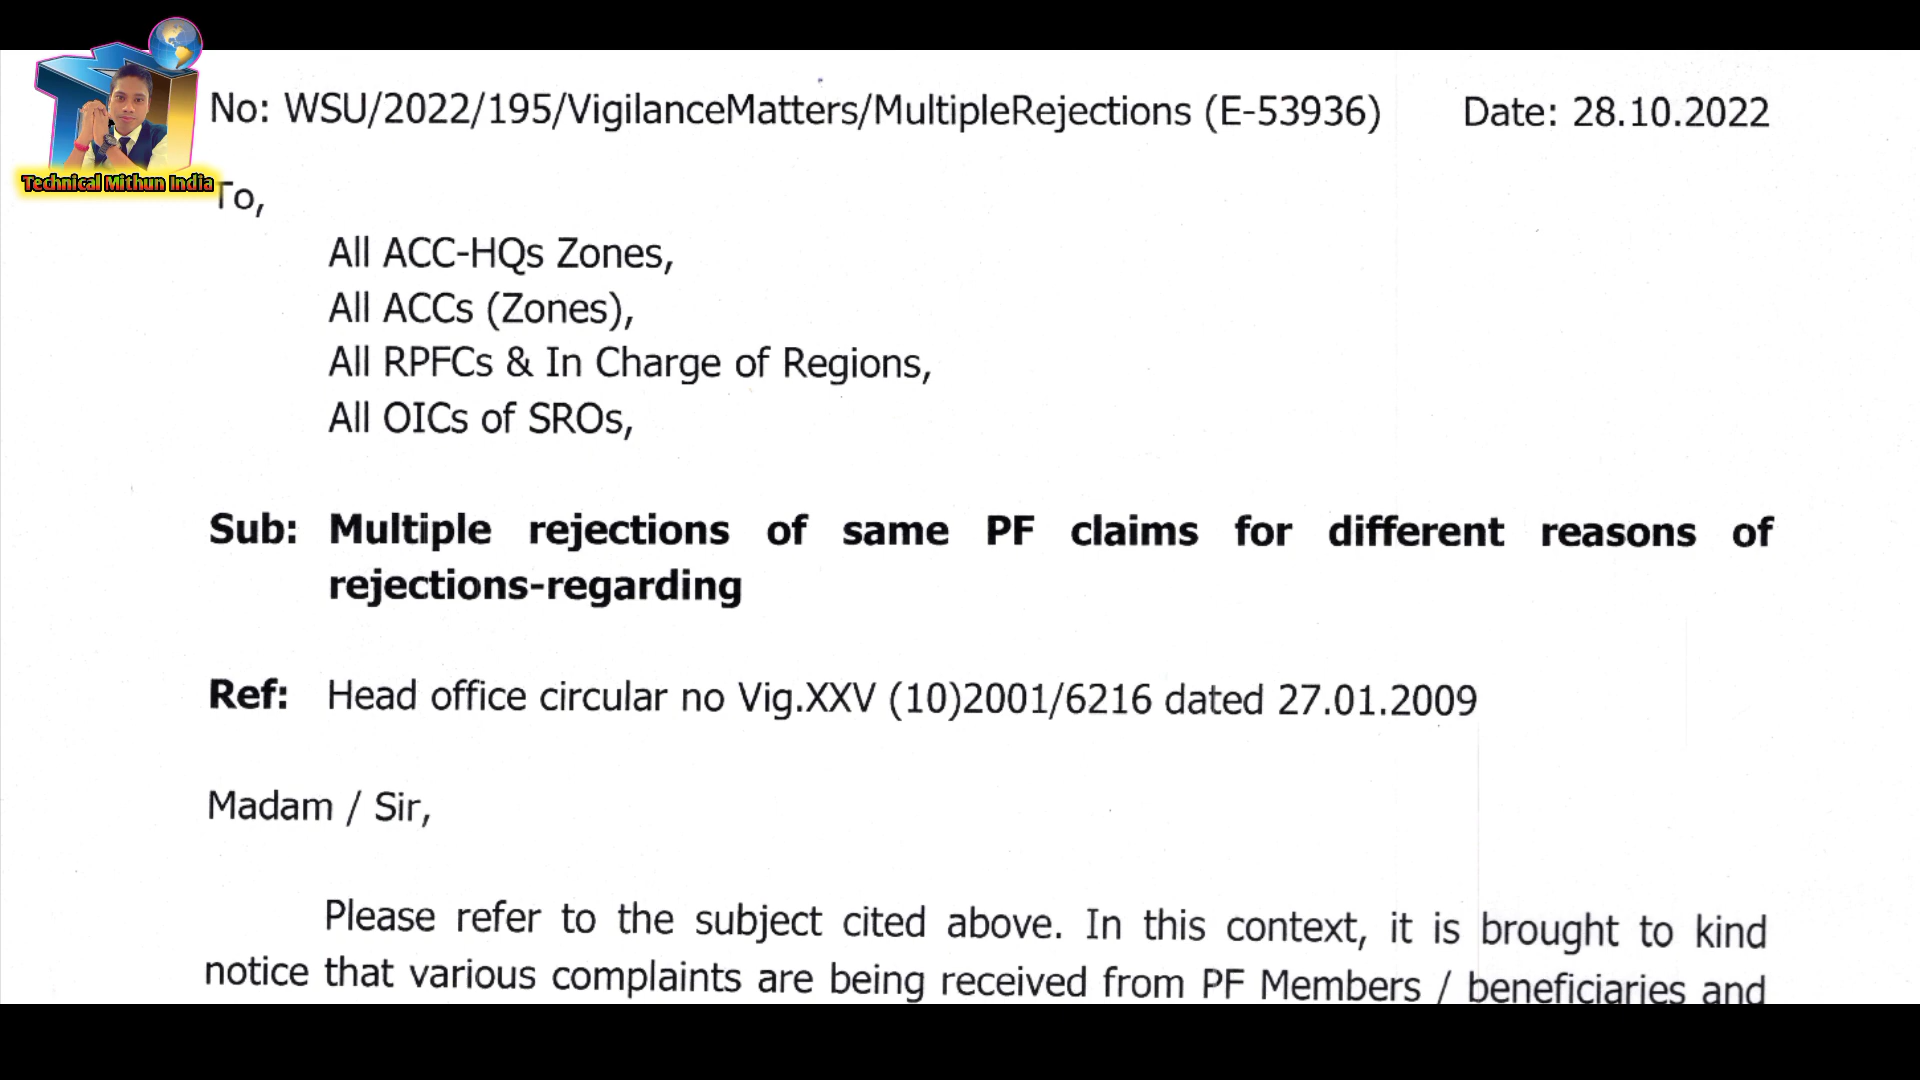 No: WSU/2022/195/VigilanceMatters/MultipleRejections (E-53936) Date: 28.10.2022
Technical Mithun India
To,
All ACC-HQs Zones,
All ACCs (Zones),
All RPFCs & In Charge of Regions,
All OICs of SROs,
Sub: Multiple rejections of same PF claims for different reasons of
rejections-regarding
Ref: Head office circular no Vig.XXV (10)2001/6216 dated 27.01.2009
Madam / Sir,
Please refer to the subject cited above. In this context, it is brought to kind
notice that various complaints are being received from PF Members / beneficiaries and